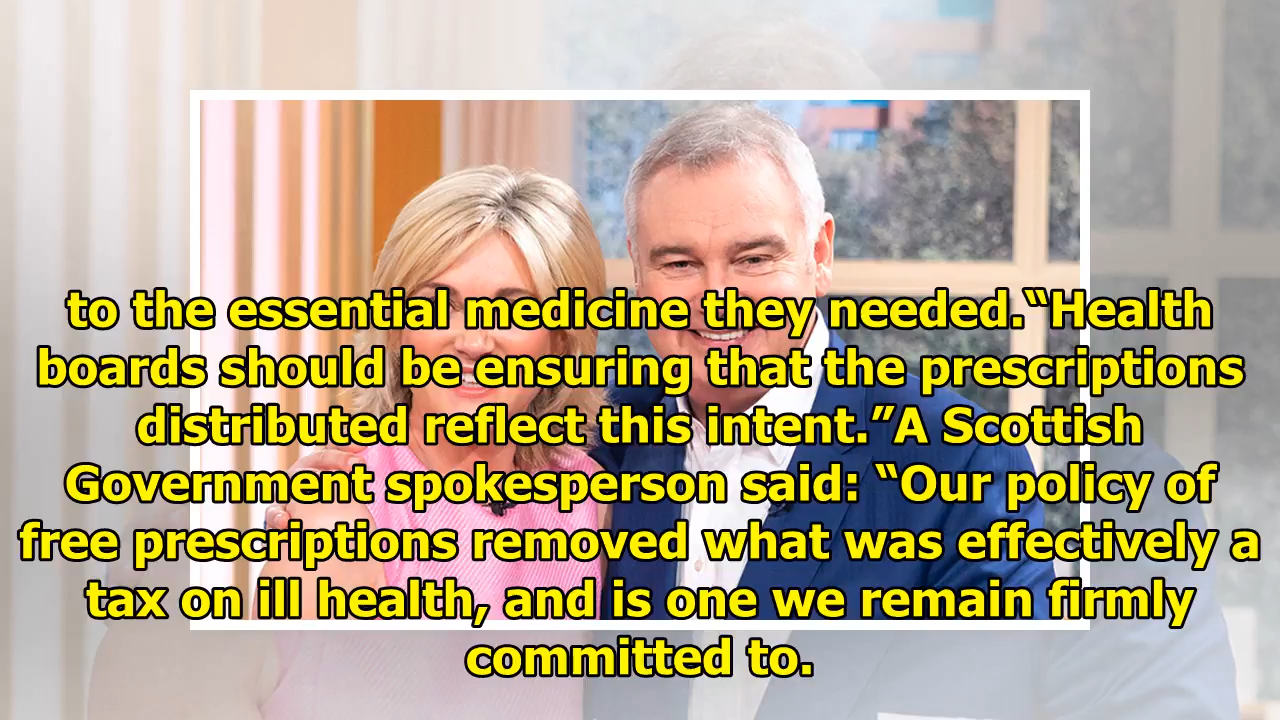 to the essential medicine they needed.“Health
boards should be ensuring that the prescriptions
distributed reflect this intent.”A Scottish
Government spokesperson said: “Our policy of
free prescriptions removed what was effectively a
tax on ill health, and is one we remain firmly
committed to.